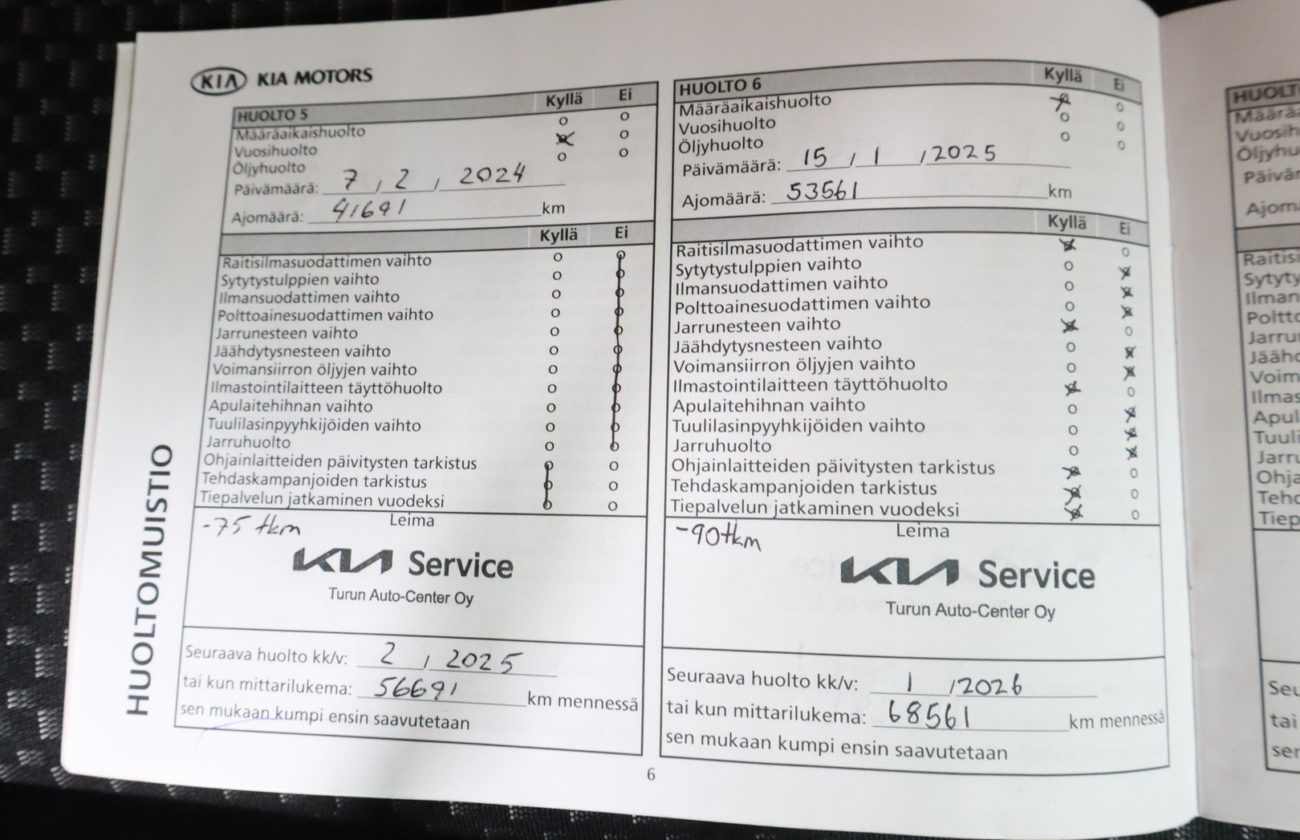 KIA KIA MOTORS
HUOLTOMUISTIO
HUOLTO 5 Kyllä Ei
Määräaikaishuolto
Vuosihuolto
Öljyhuolto
Päivämäärä: 7 / 2 / 2024
Ajomäärä: 41691 km
Kyllä Ei
Raitisilmasuodattimen vaihto
Sytytystulppien vaihto
Ilmansuodattimen vaihto
Polttoainesuodattimen vaihto
Jarrunesteen vaihto
Jäähdytysnesteen vaihto
Voimansiirron öljyjen vaihto
Ilmastointilaitteen täyttöhuolto
Apulaitehihnan vaihto
Tuulilasinpyyhkijöiden vaihto
Jarruhuolto
Ohjainlaitteiden päivitysten tarkistus
Tehdaskampanjoiden tarkistus
Tiepalvelun jatkaminen vuodeksi
-75 tkm Leima
KIA Service
Turun Auto-Center Oy
Seuraava huolto kk/v: 2 / 2025
tai kun mittarilukema: 56691 km mennessä
sen mukaan kumpi ensin saavutetaan
HUOLTO 6 Kyllä Ei
Määräaikaishuolto
Vuosihuolto
Öljyhuolto
Päivämäärä: 15 / 1 / 2025
Ajomäärä: 53561 km
Kyllä Ei
Raitisilmasuodattimen vaihto
Sytytystulppien vaihto
Ilmansuodattimen vaihto
Polttoainesuodattimen vaihto
Jarrunesteen vaihto
Jäähdytysnesteen vaihto
Voimansiirron öljyjen vaihto
Ilmastointilaitteen täyttöhuolto
Apulaitehihnan vaihto
Tuulilasinpyyhkijöiden vaihto
Jarruhuolto
Ohjainlaitteiden päivitysten tarkistus
Tehdaskampanjoiden tarkistus
Tiepalvelun jatkaminen vuodeksi
-90tkm Leima
KIA Service
Turun Auto-Center Oy
Seuraava huolto kk/v: 1 / 2026
tai kun mittarilukema: 68561 km mennessä
sen mukaan kumpi ensin saavutetaan
6